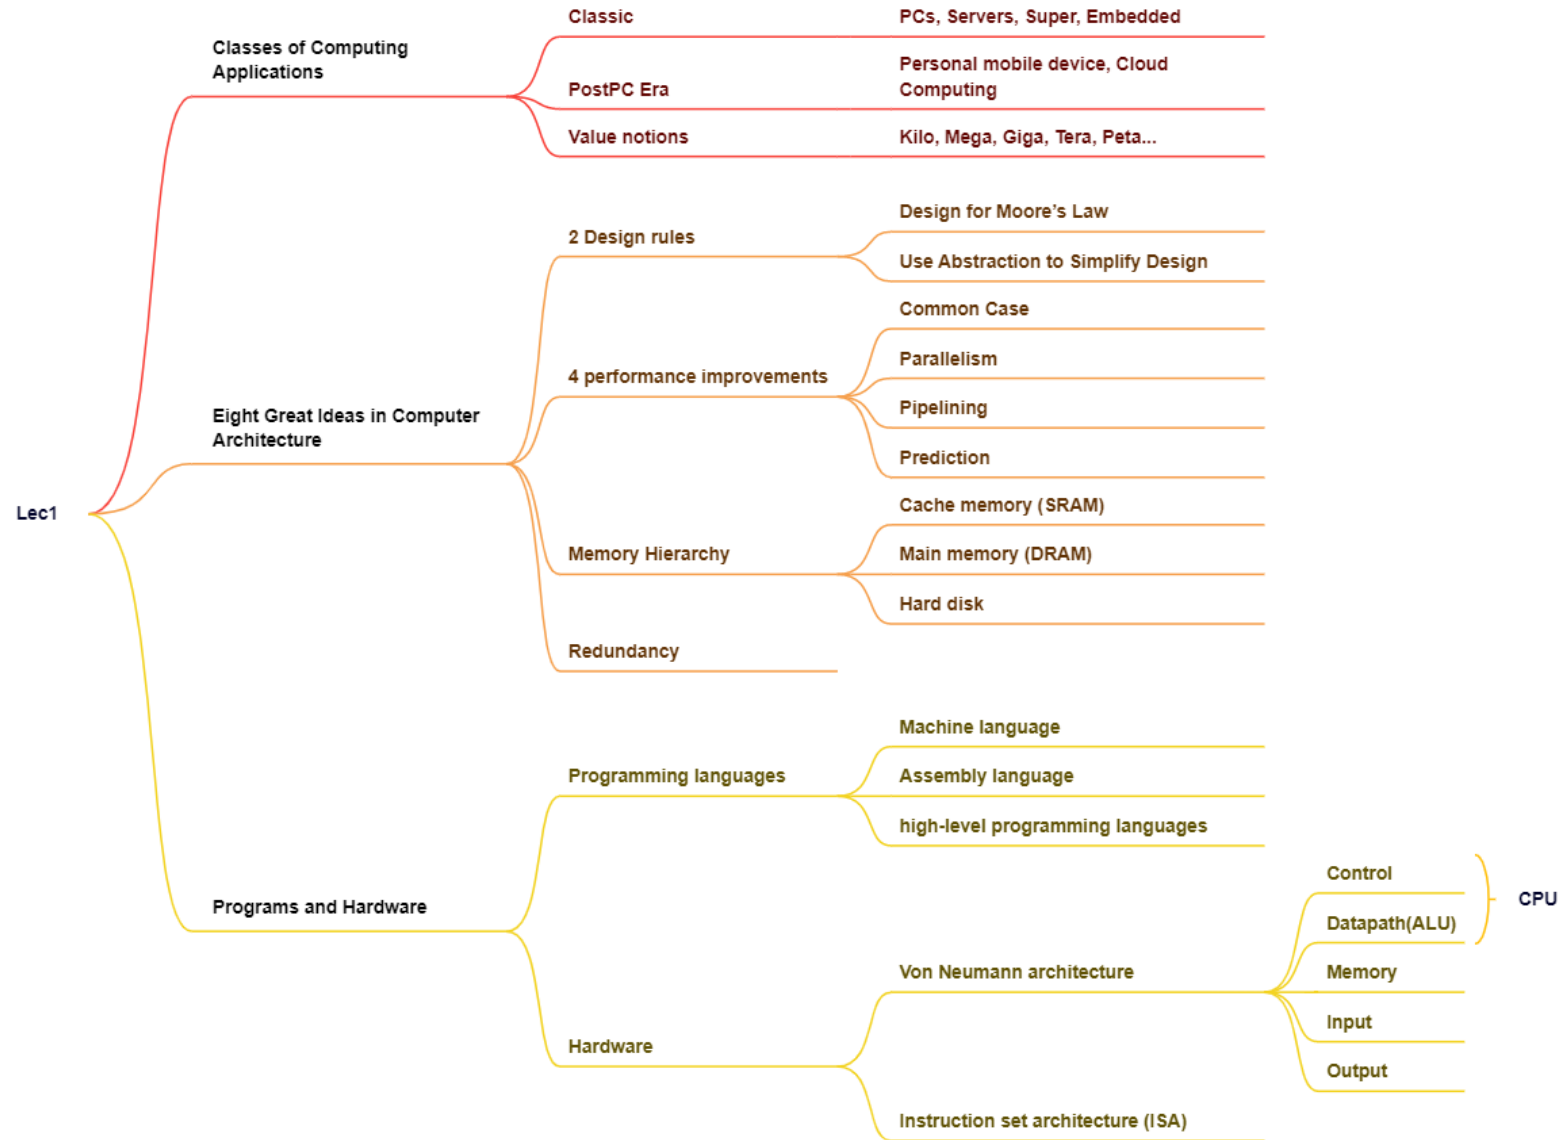 Classic
PCs, Servers, Super, Embedded
Classes of Computing
Applications
Personal mobile device, Cloud
Computing
PostPC Era
Value notions
Kilo, Mega, Giga, Tera, Peta...
Design for Moore’s Law
2 Design rules
Use Abstraction to Simplify Design
Common Case
Parallelism
4 performance improvements
Pipelining
Eight Great Ideas in Computer
Architecture
Prediction
Cache memory (SRAM)
Lec1
Memory Hierarchy
Main memory (DRAM)
Hard disk
Redundancy
Machine language
Programming languages
Assembly language
high-level programming languages
Control
CPU
Programs and Hardware
Datapath(ALU)
Von Neumann architecture
Memory
Input
Hardware
Output
Instruction set architecture (ISA)